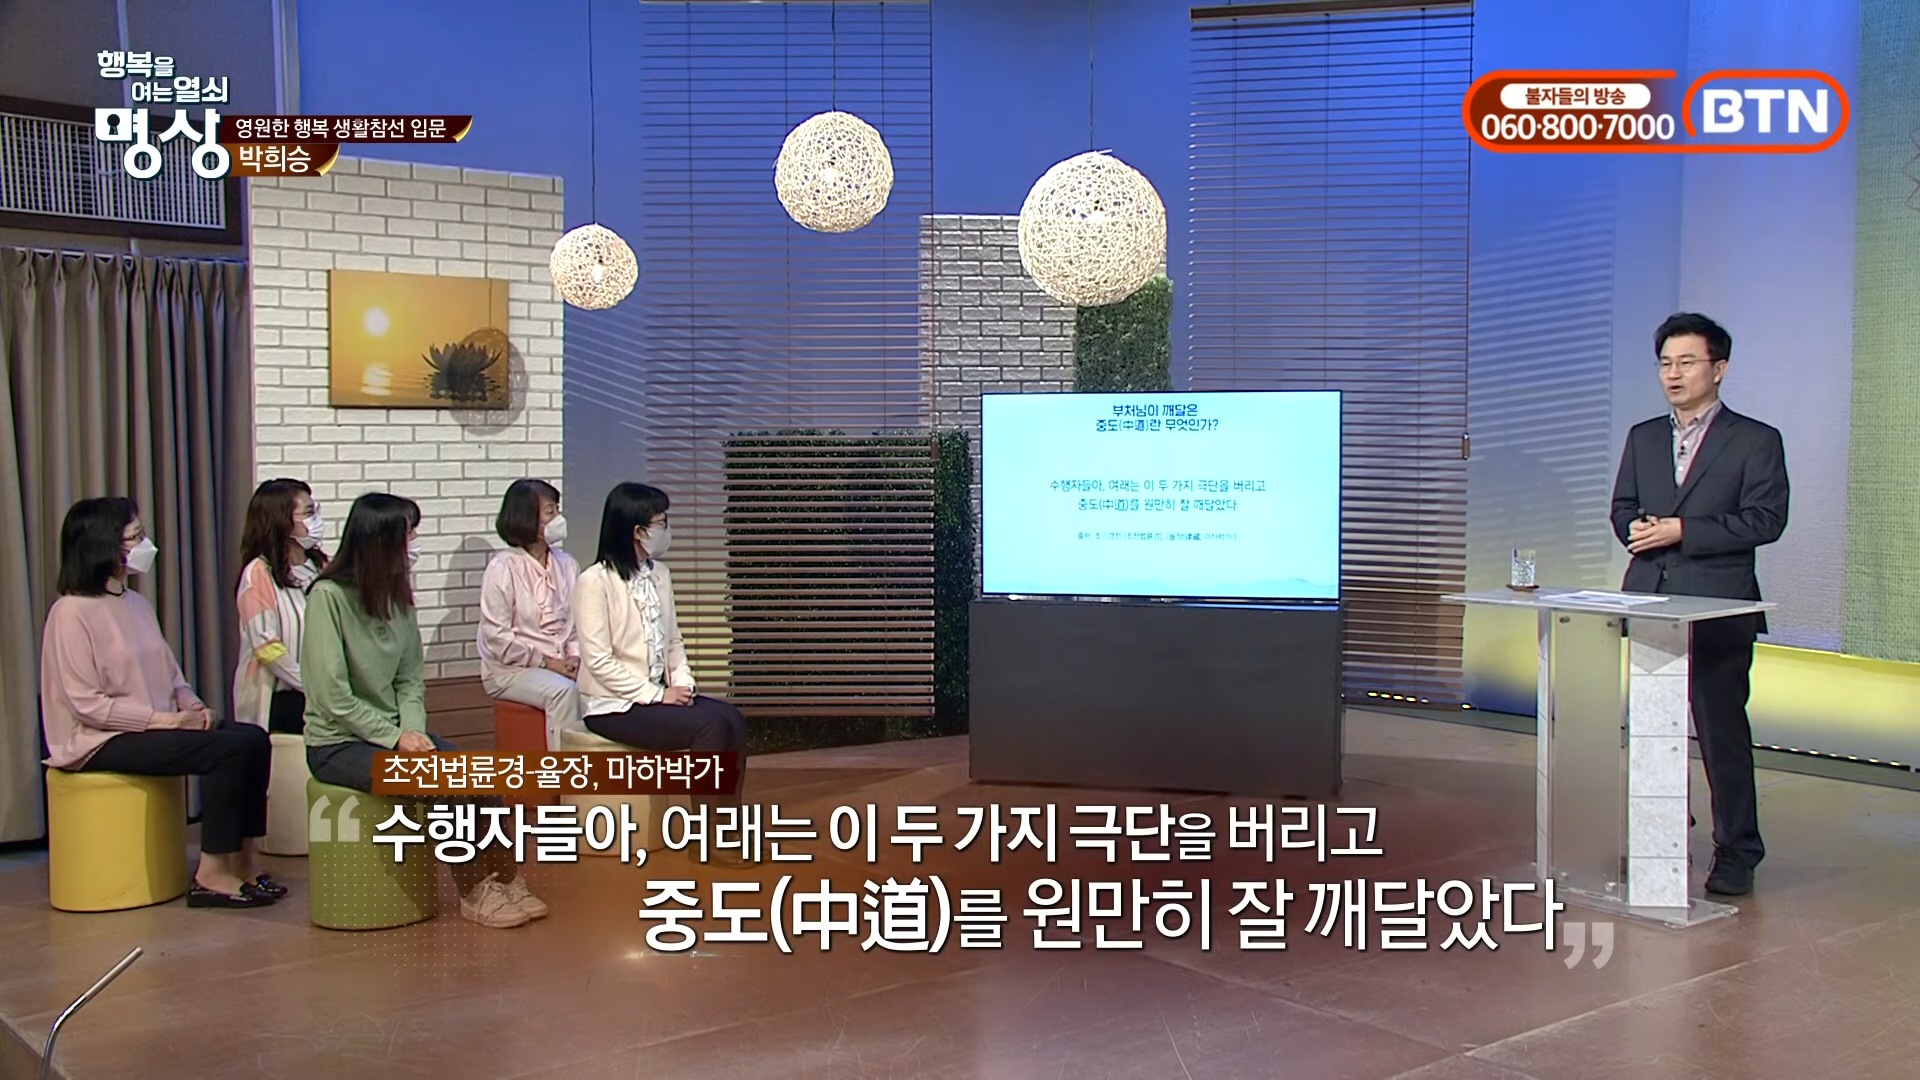 행복을
여는 열쇠
명상
영원한 행복 생활참선 입문
박희승
불자들의 방송
060·800·7000
BTN
부처님이 깨달은
중도(中道)란 무엇인가?
수행자들아, 여래는 이 두 가지 극단을 버리고
중도(中道)를 원만히 잘 깨달았다
초전법륜경-율장, 마하박가
“수행자들아, 여래는 이 두 가지 극단을 버리고
중도(中道)를 원만히 잘 깨달았다”